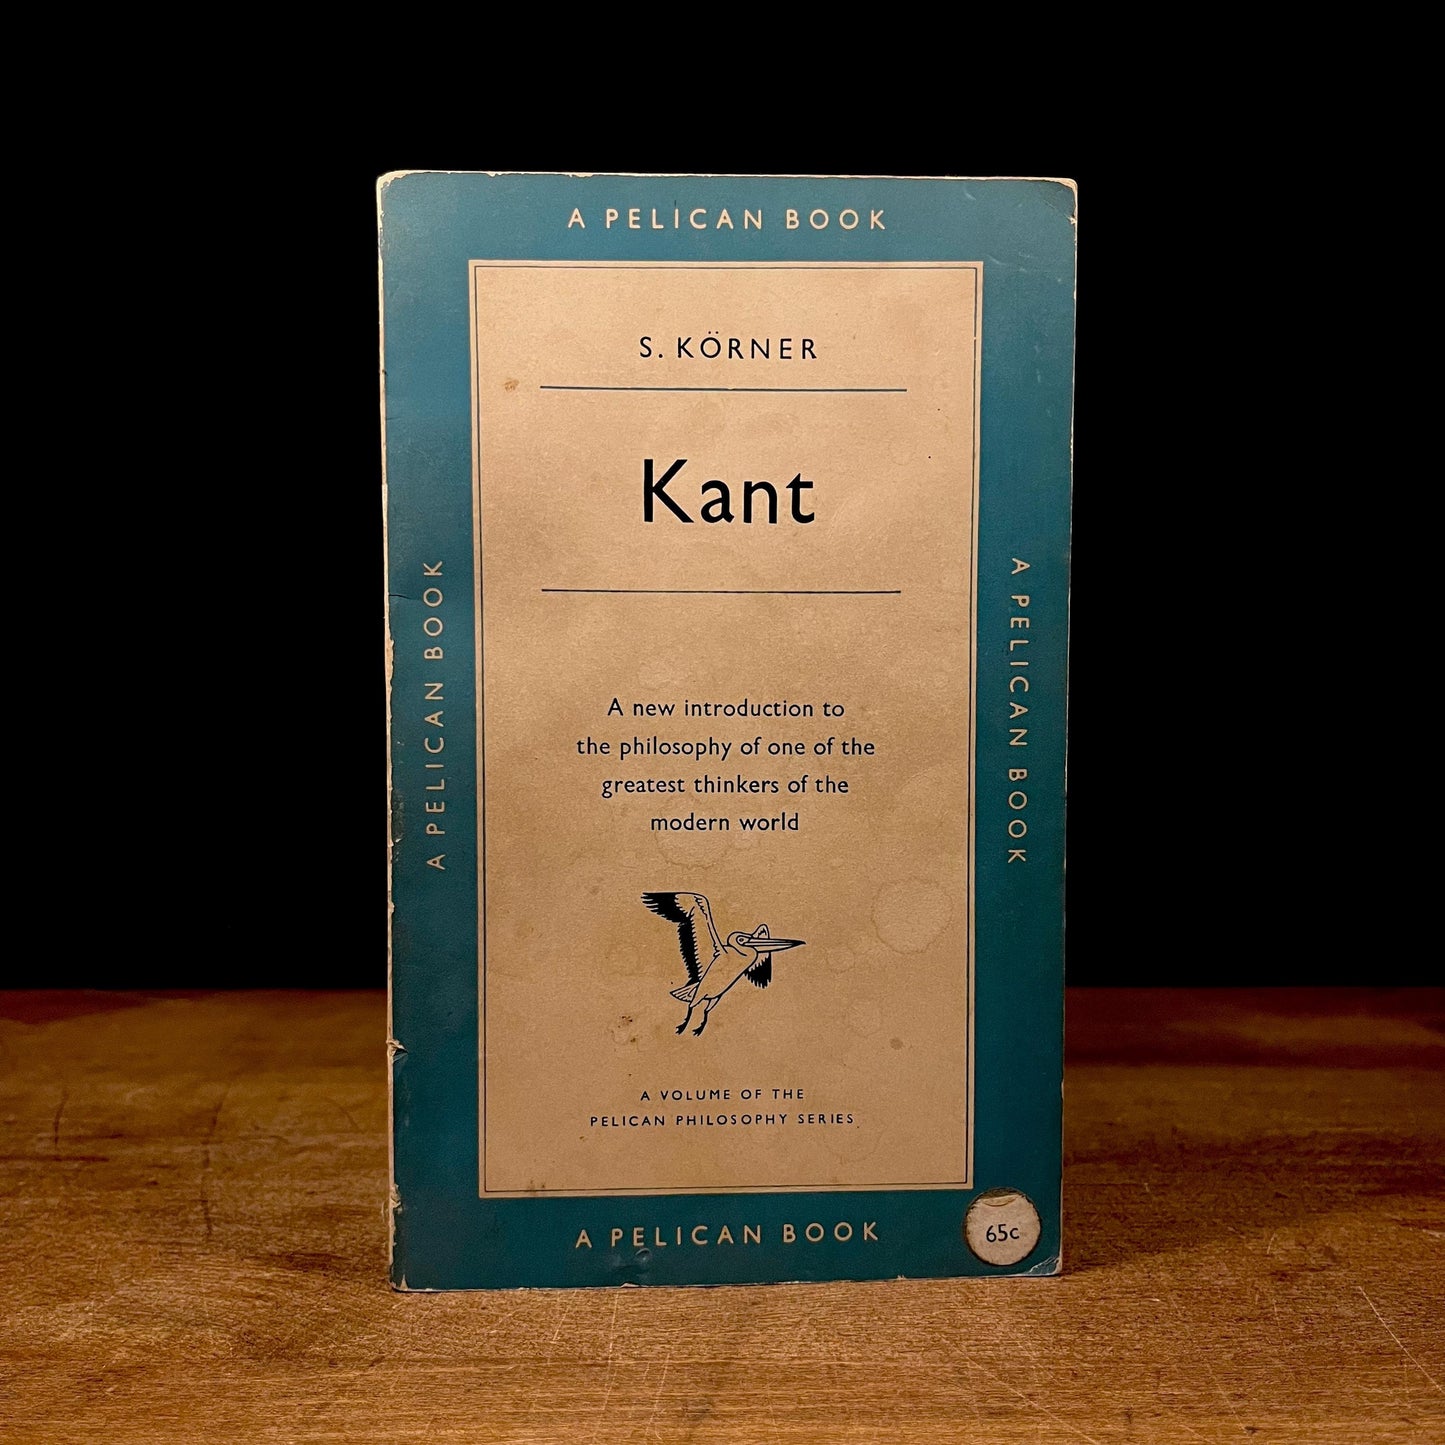 A PELICAN BOOK
S. KÖRNER
Kant
A PELICAN BOOK
A PELICAN BOOK
A new introduction to
the philosophy of one of the
greatest thinkers of the
modern world
A VOLUME OF THE
PELICAN PHILOSOPHY SERIES
A PELICAN BOOK
65c